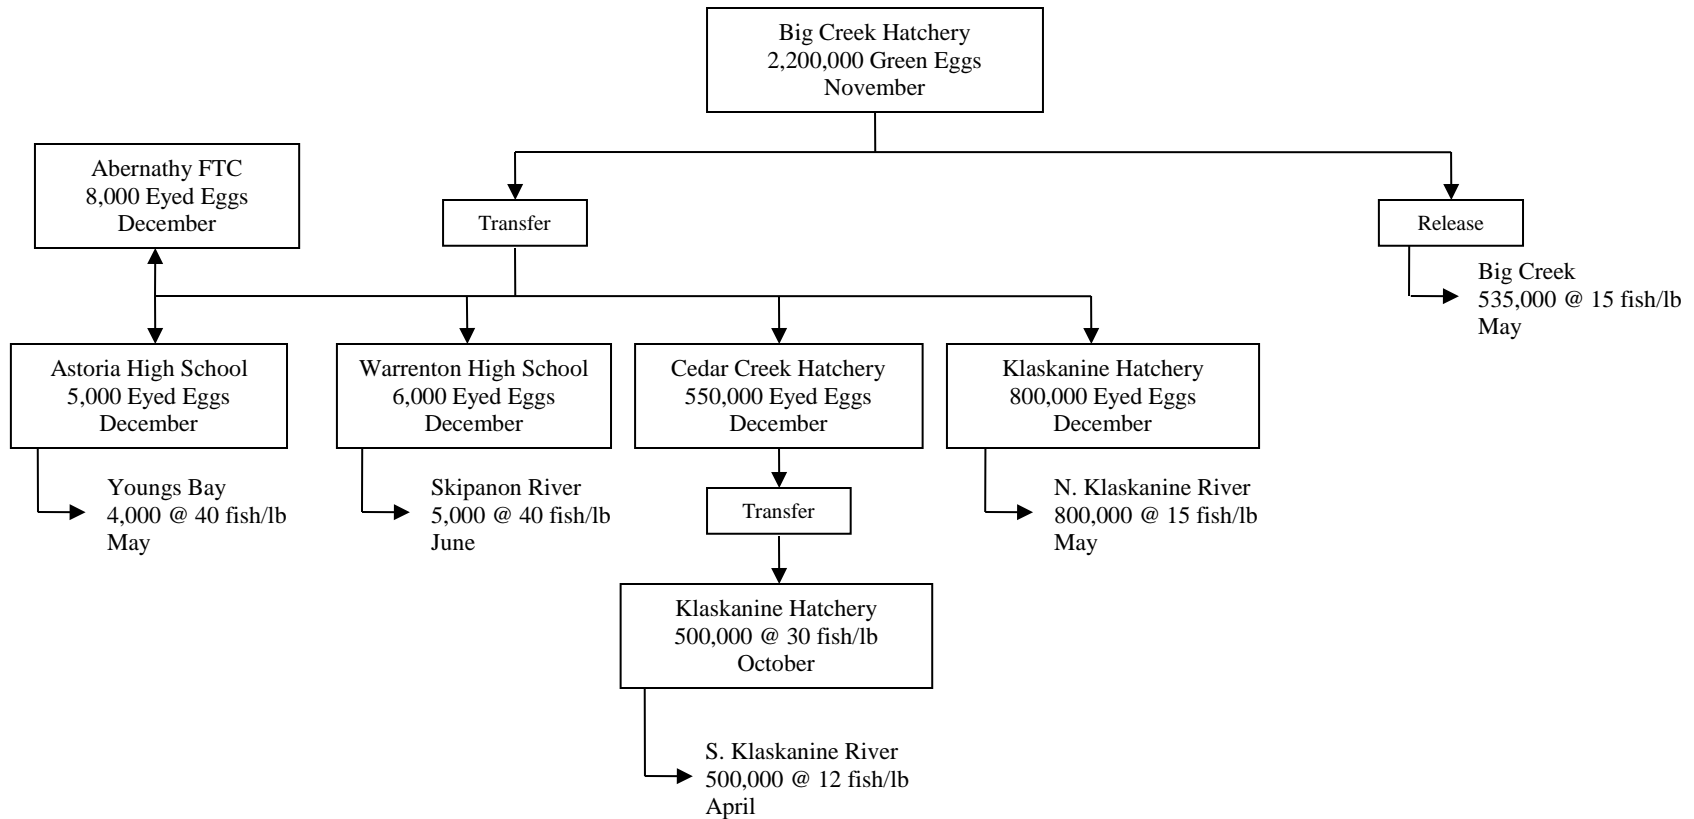 Big Creek Hatchery
2,200,000 Green Eggs
November
Abernathy FTC
8,000 Eyed Eggs
December
Transfer
Release
Big Creek
535,000 @ 15 fish/lb
May
Astoria High School
5,000 Eyed Eggs
December
Warrenton High School
6,000 Eyed Eggs
December
Cedar Creek Hatchery
550,000 Eyed Eggs
December
Klaskanine Hatchery
800,000 Eyed Eggs
December
Youngs Bay
4,000 @ 40 fish/lb
May
Skipanon River
5,000 @ 40 fish/lb
June
Transfer
N. Klaskanine River
800,000 @ 15 fish/lb
May
Klaskanine Hatchery
500,000 @ 30 fish/lb
October
S. Klaskanine River
500,000 @ 12 fish/lb
April